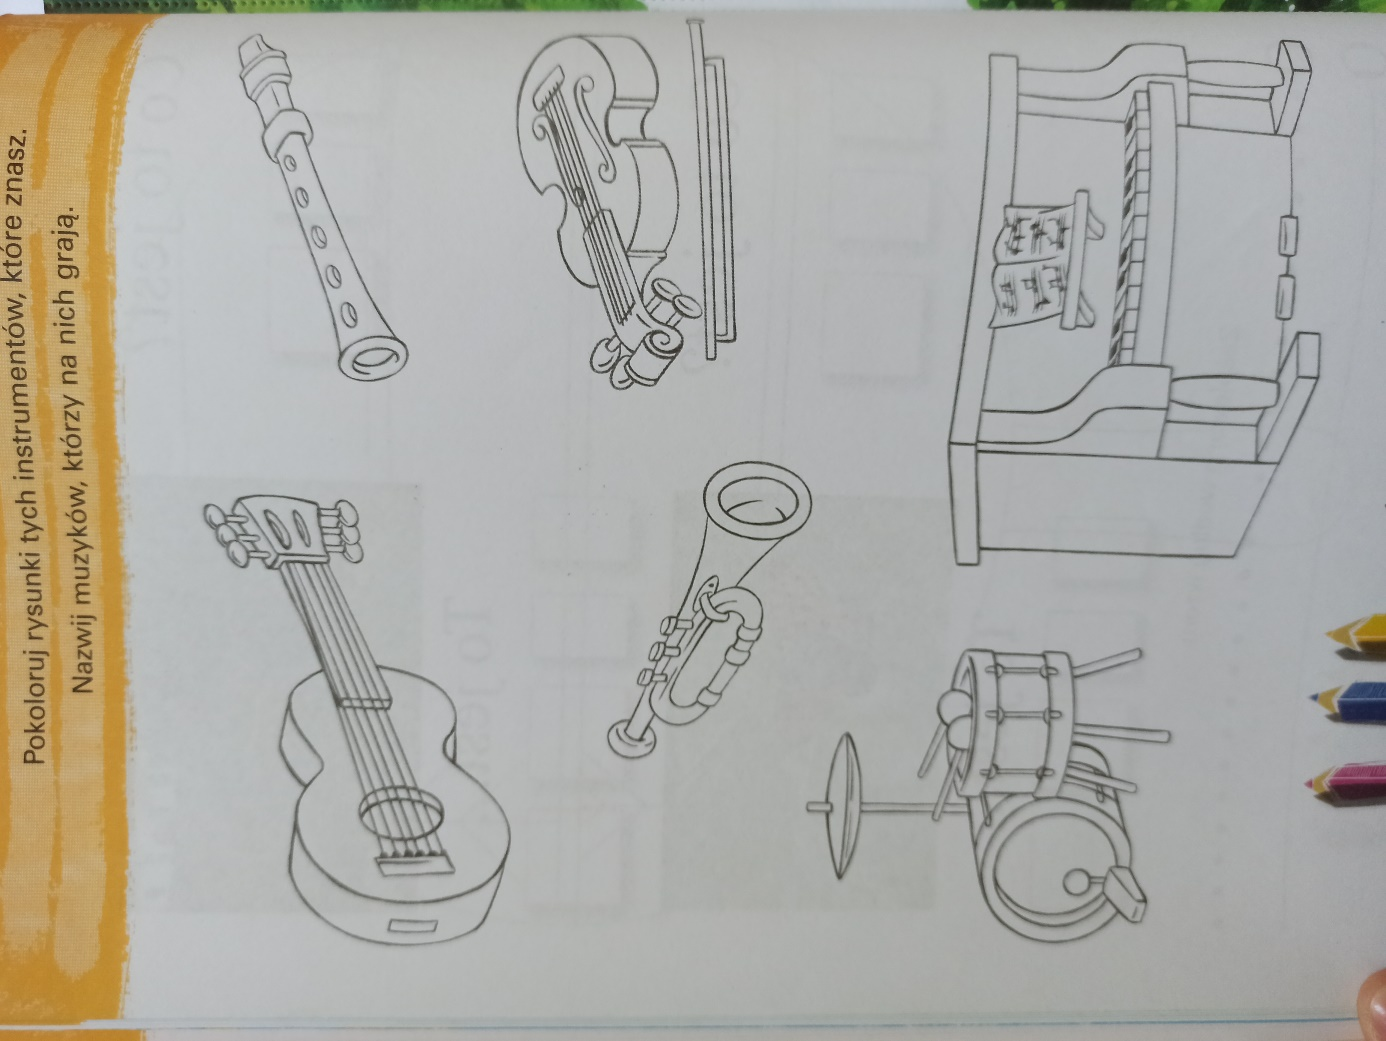 Pokoloruj rysunki tych instrumentów, które znasz.
Nazwij muzyków, którzy na nich grają.